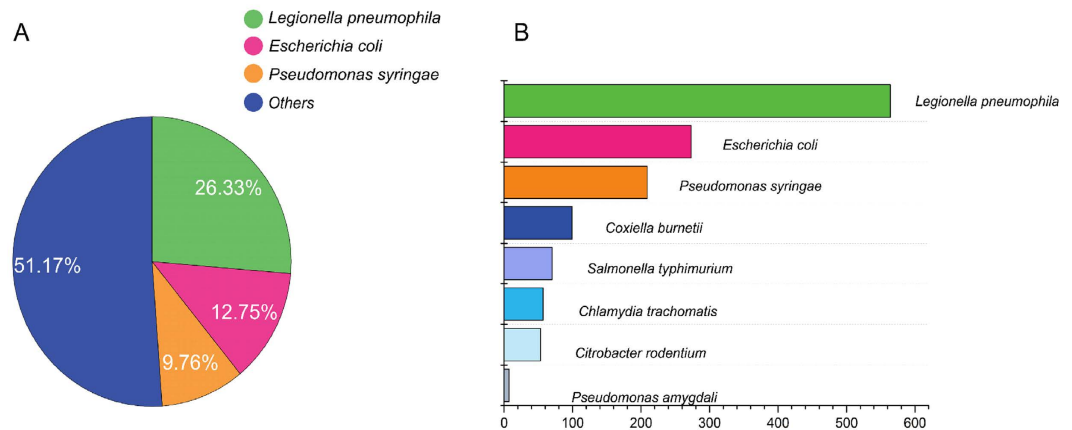 A
Legionella pneumophila
Escherichia coli
Pseudomonas syringae
Others
26.33%
51.17%
12.75%
9.76%
B
Legionella pneumophila
Escherichia coli
Pseudomonas syringae
Coxiella burnetii
Salmonella typhimurium
Chlamydia trachomatis
Citrobacter rodentium
Pseudomonas amygdali
0 100 200 300 400 500 600